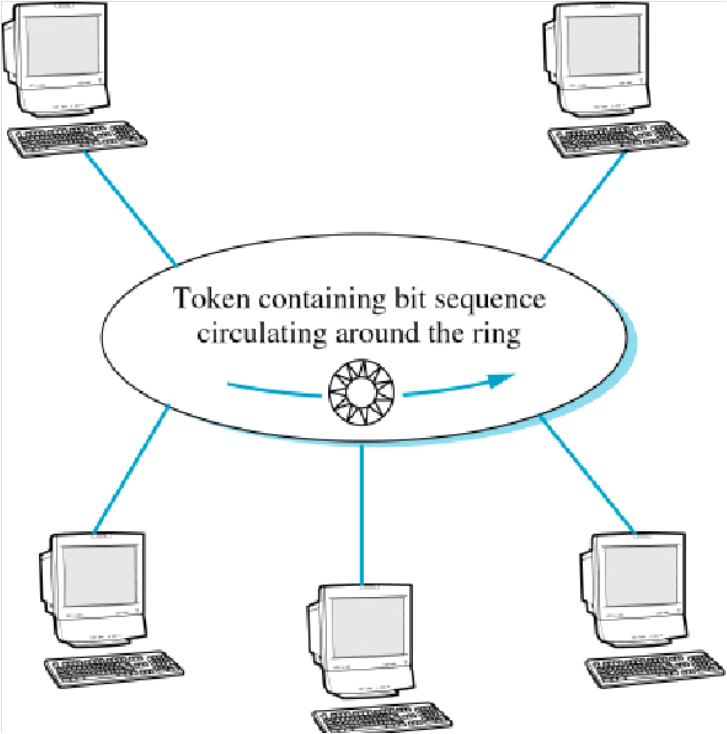 Token containing bit sequence
circulating around the ring